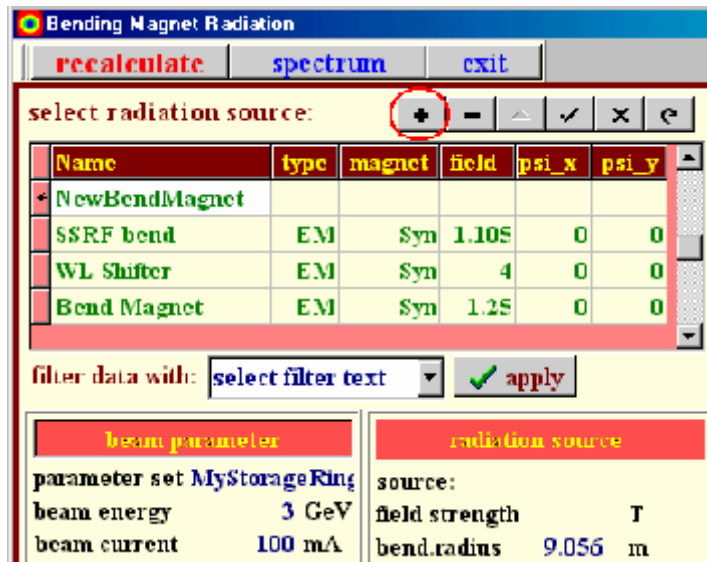 Bending Magnet Radiation
recalculate spectrum exit
select radiation source:
Name type magnet field psi_x psi_y
NewBendMagnet
SSRF bend EM Syn 1.105 0 0
WL Shifter EM Syn 4 0 0
Bend Magnet EM Syn 1.25 0 0
filter data with: select filter text apply
beam parameter
parameter set MyStorageRing
beam energy 3 GeV
beam current 100 mA
radiation source
source:
field strength T
bend.radius 9.056 m